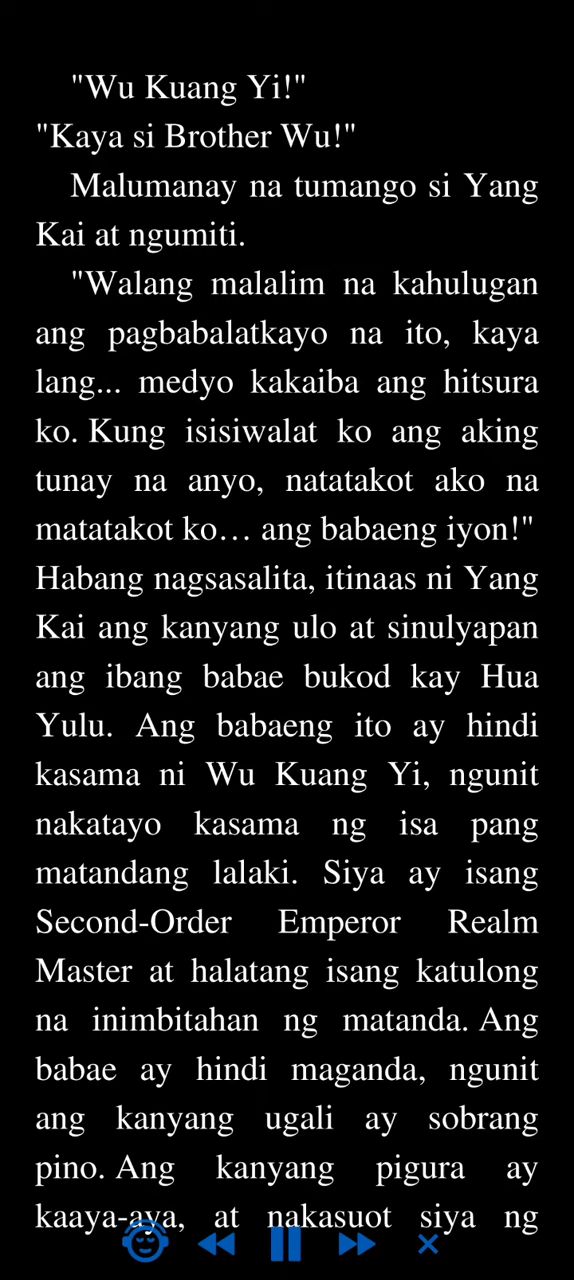 "Wu Kuang Yi!"
"Kaya si Brother Wu!"
Malumanay na tumango si Yang
Kai at ngumiti.
"Walang malalim na kahulugan
ang pagbabalatkayo na ito, kaya
lang... medyo kakaiba ang hitsura
ko. Kung isisiwalat ko ang aking
tunay na anyo, natatakot ako na
matatakot ko… ang babaeng iyon!"
Habang nagsasalita, itinaas ni Yang
Kai ang kanyang ulo at sinulyapan
ang ibang babae bukod kay Hua
Yulu. Ang babaeng ito ay hindi
kasama ni Wu Kuang Yi, ngunit
nakatayo kasama ng isa pang
matandang lalaki. Siya ay isang
Second-Order Emperor Realm
Master at halatang isang katulong
na inimbitahan ng matanda. Ang
babae ay hindi maganda, ngunit
ang kanyang ugali ay sobrang
pino. Ang kanyang pigura ay
kaaya-aya, at nakasuot siya ng